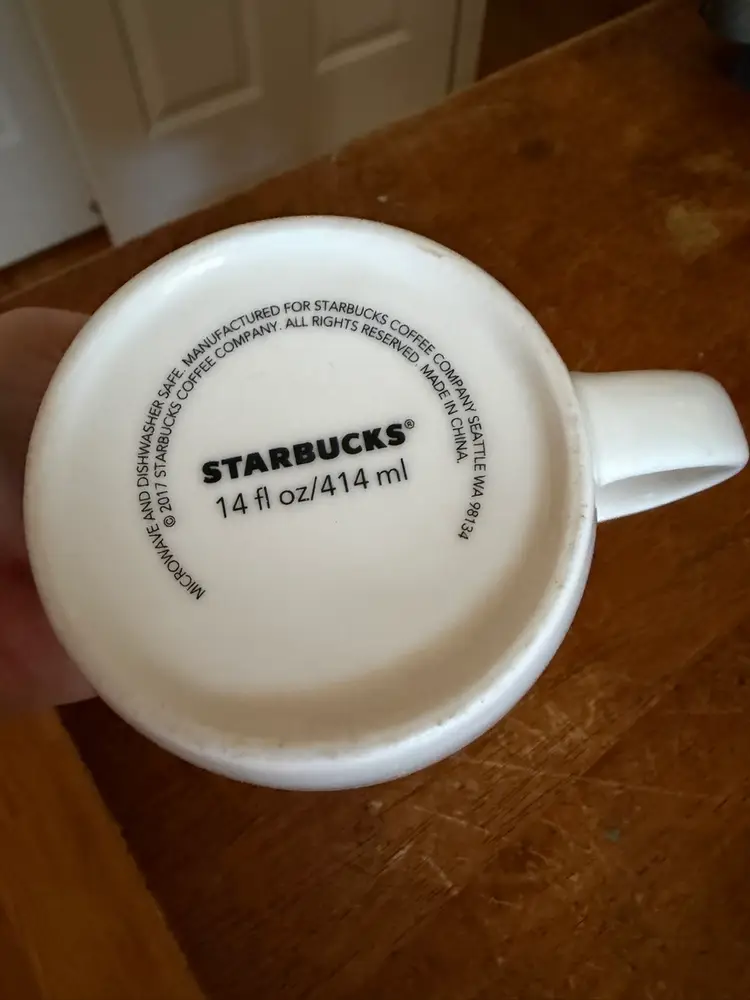 MICROWAVE AND DISHWASHER SAFE. MANUFACTURED FOR STARBUCKS COFFEE COMPANY SEATTLE WA 98134
© 2017 STARBUCKS COFFEE COMPANY. ALL RIGHTS RESERVED. MADE IN CHINA.
STARBUCKS®
14 fl oz/414 ml